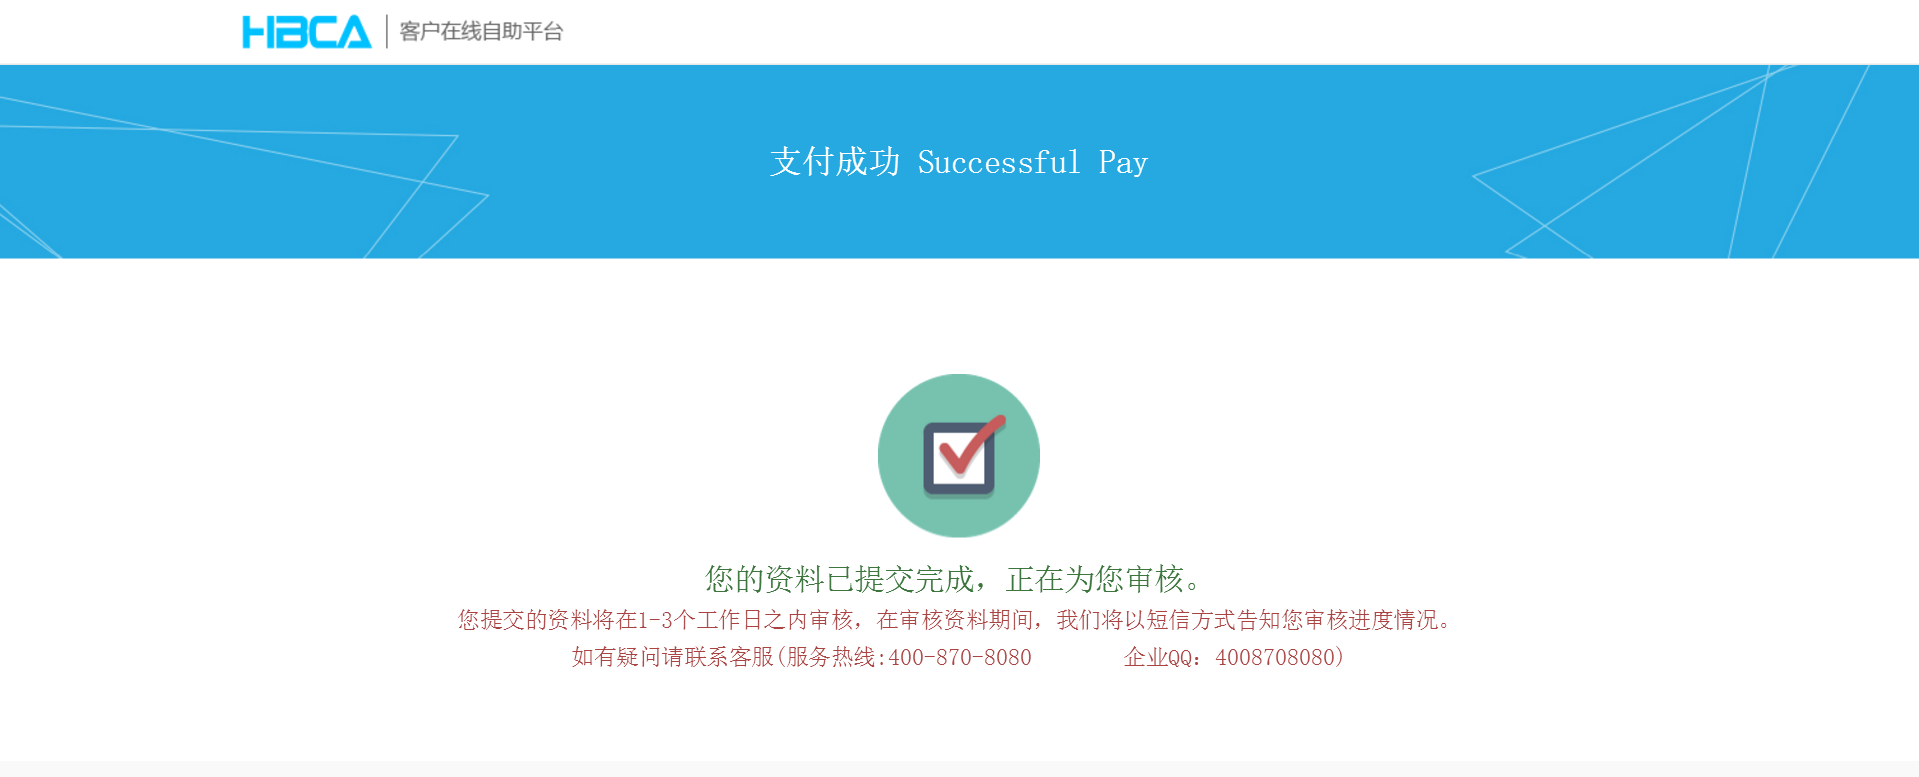 HBCA 客户在线自助平台
支付成功 Successful Pay
您的资料已提交完成，正在为您审核。
您提交的资料将在1-3个工作日之内审核，在审核资料期间，我们将以短信方式告知您审核进度情况。
如有疑问请联系客服(服务热线:400-870-8080 企业QQ：4008708080)